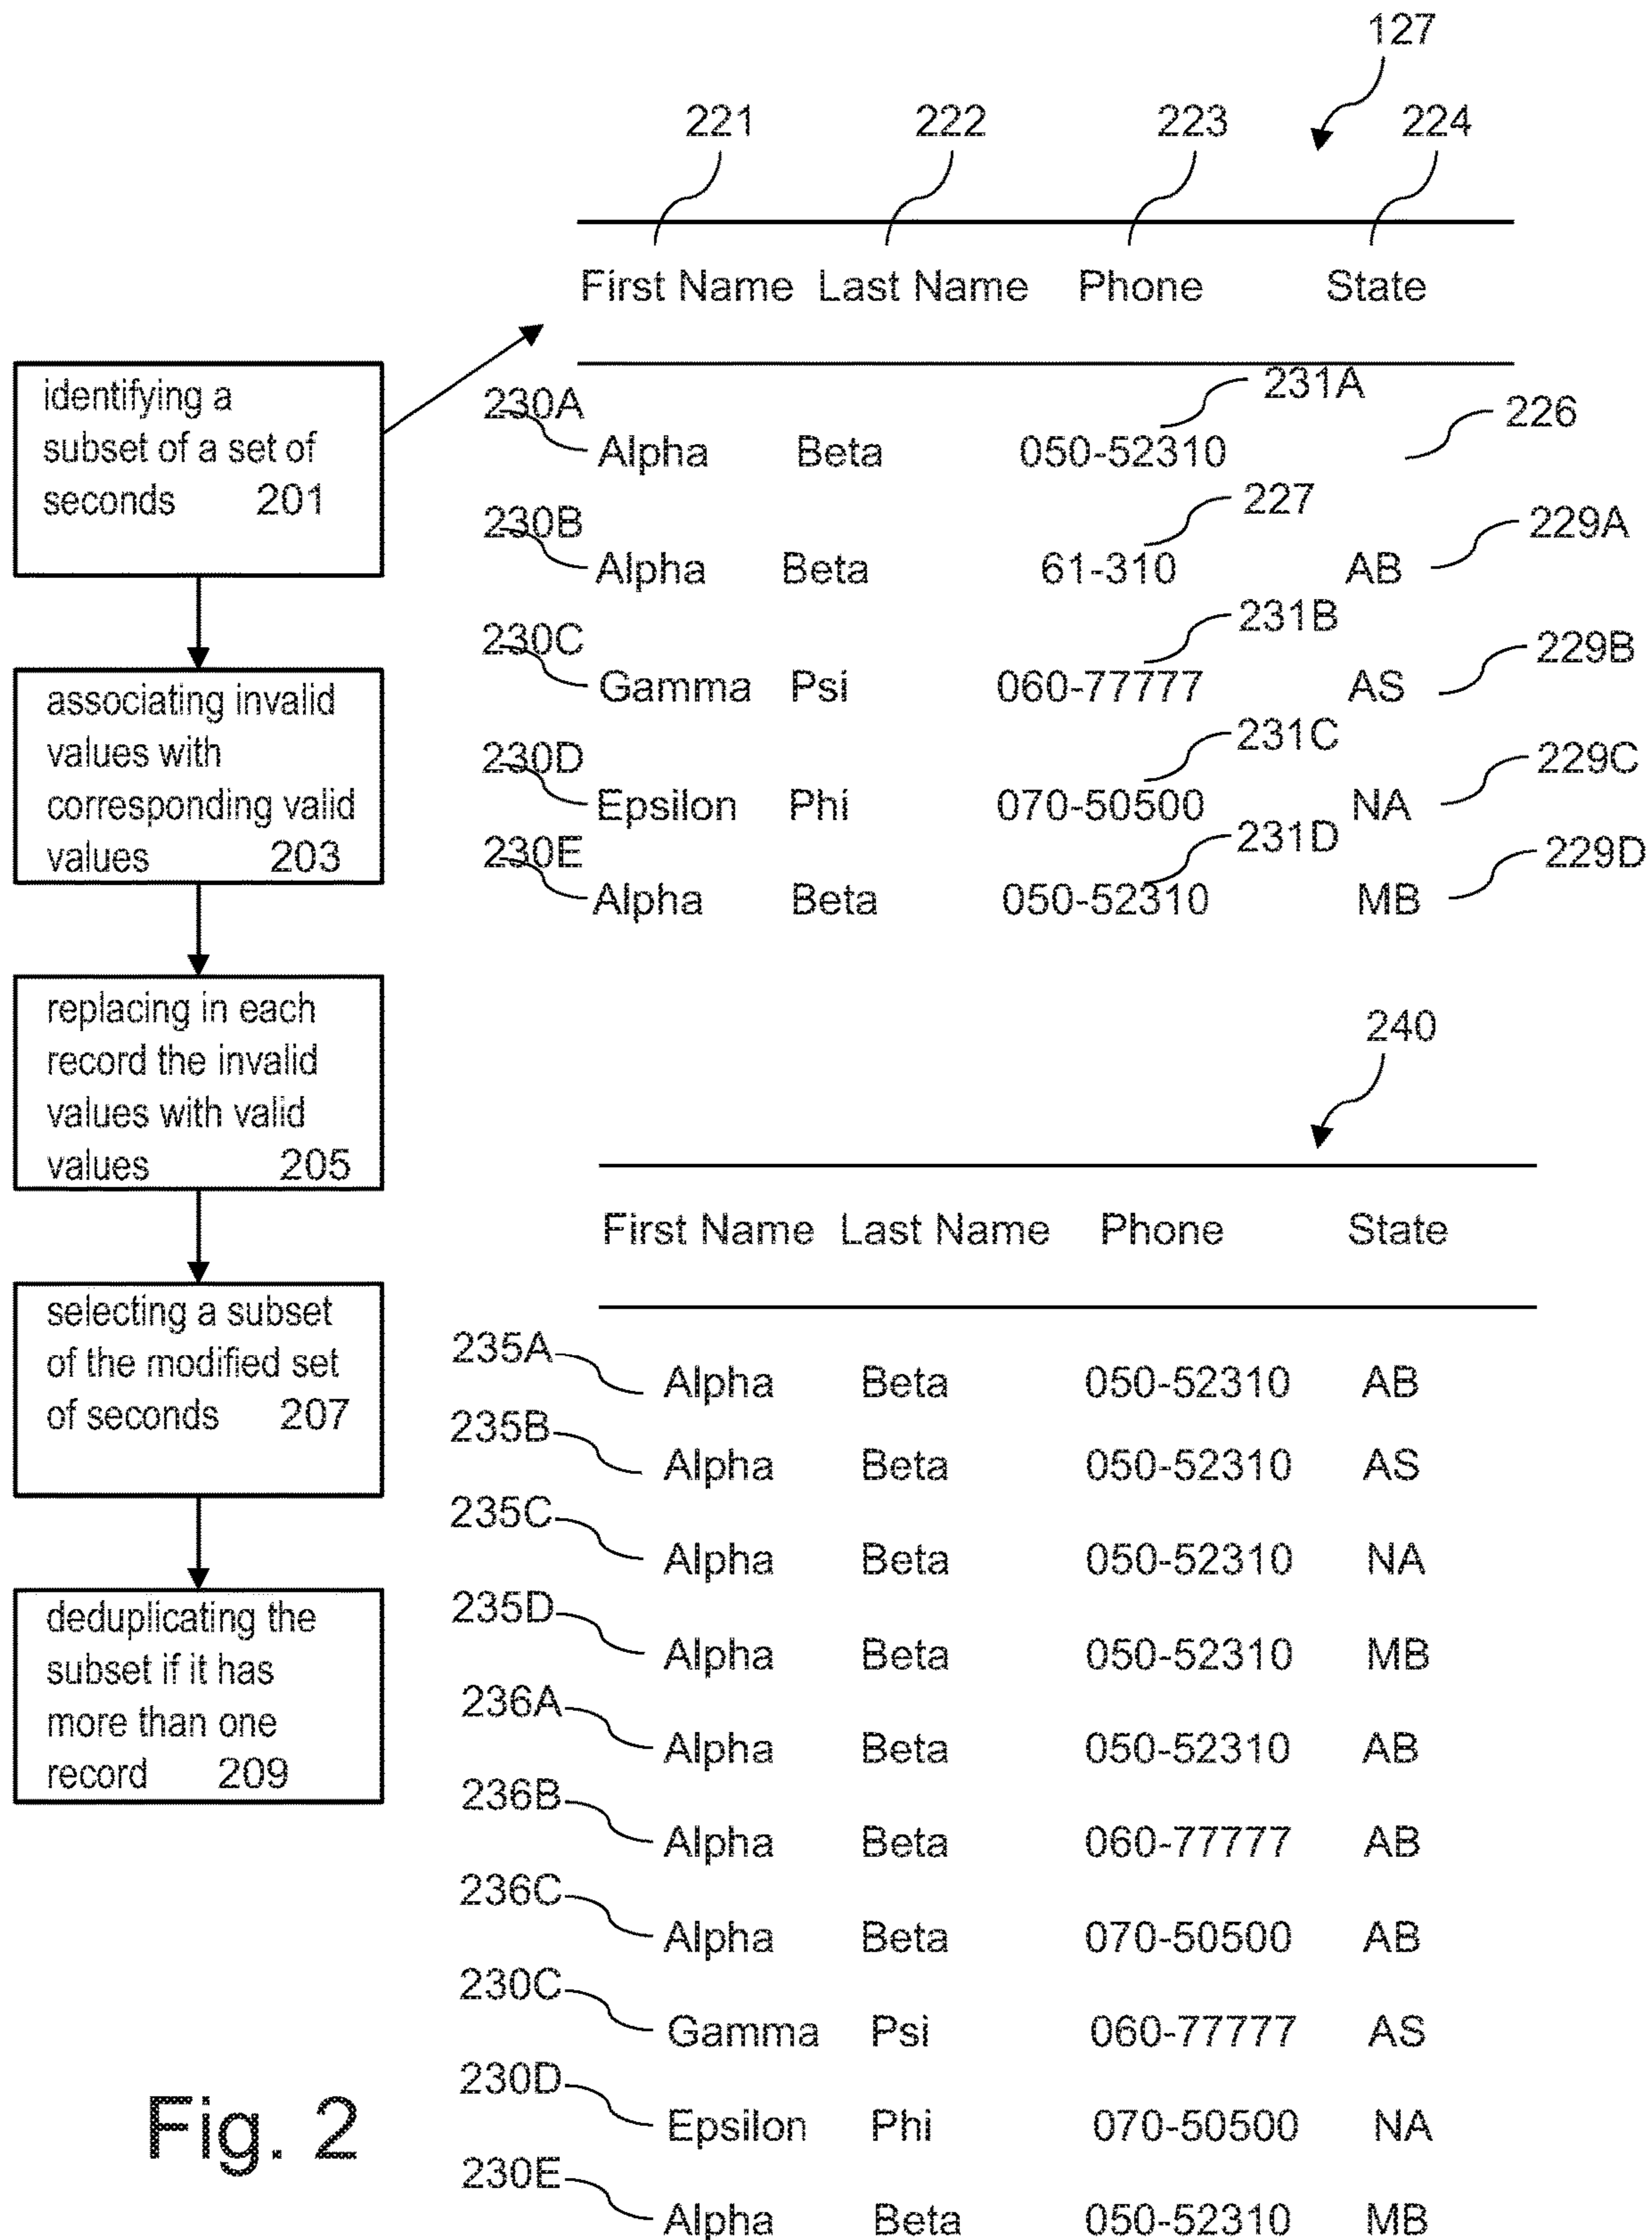 127
221 222 223 224
First Name Last Name Phone State
identifying a
subset of a set of
seconds 201
associating invalid
values with
corresponding valid
values 203
replacing in each
record the invalid
values with valid
values 205
selecting a subset
of the modified set
of seconds 207
deduplicating the
subset if it has
more than one
record 209
230A 231A 226
Alpha Beta 050-52310
230B 227 229A
Alpha Beta 61-310 AB
230C 231B 229B
Gamma Psi 060-77777 AS
230D 231C 229C
Epsilon Phi 070-50500 NA
230E 231D 229D
Alpha Beta 050-52310 MB
240
First Name Last Name Phone State
235A
Alpha Beta 050-52310 AB
235B
Alpha Beta 050-52310 AS
235C
Alpha Beta 050-52310 NA
235D
Alpha Beta 050-52310 MB
236A
Alpha Beta 050-52310 AB
236B
Alpha Beta 060-77777 AB
236C
Alpha Beta 070-50500 AB
230C
Gamma Psi 060-77777 AS
230D
Epsilon Phi 070-50500 NA
230E
Alpha Beta 050-52310 MB
Fig. 2